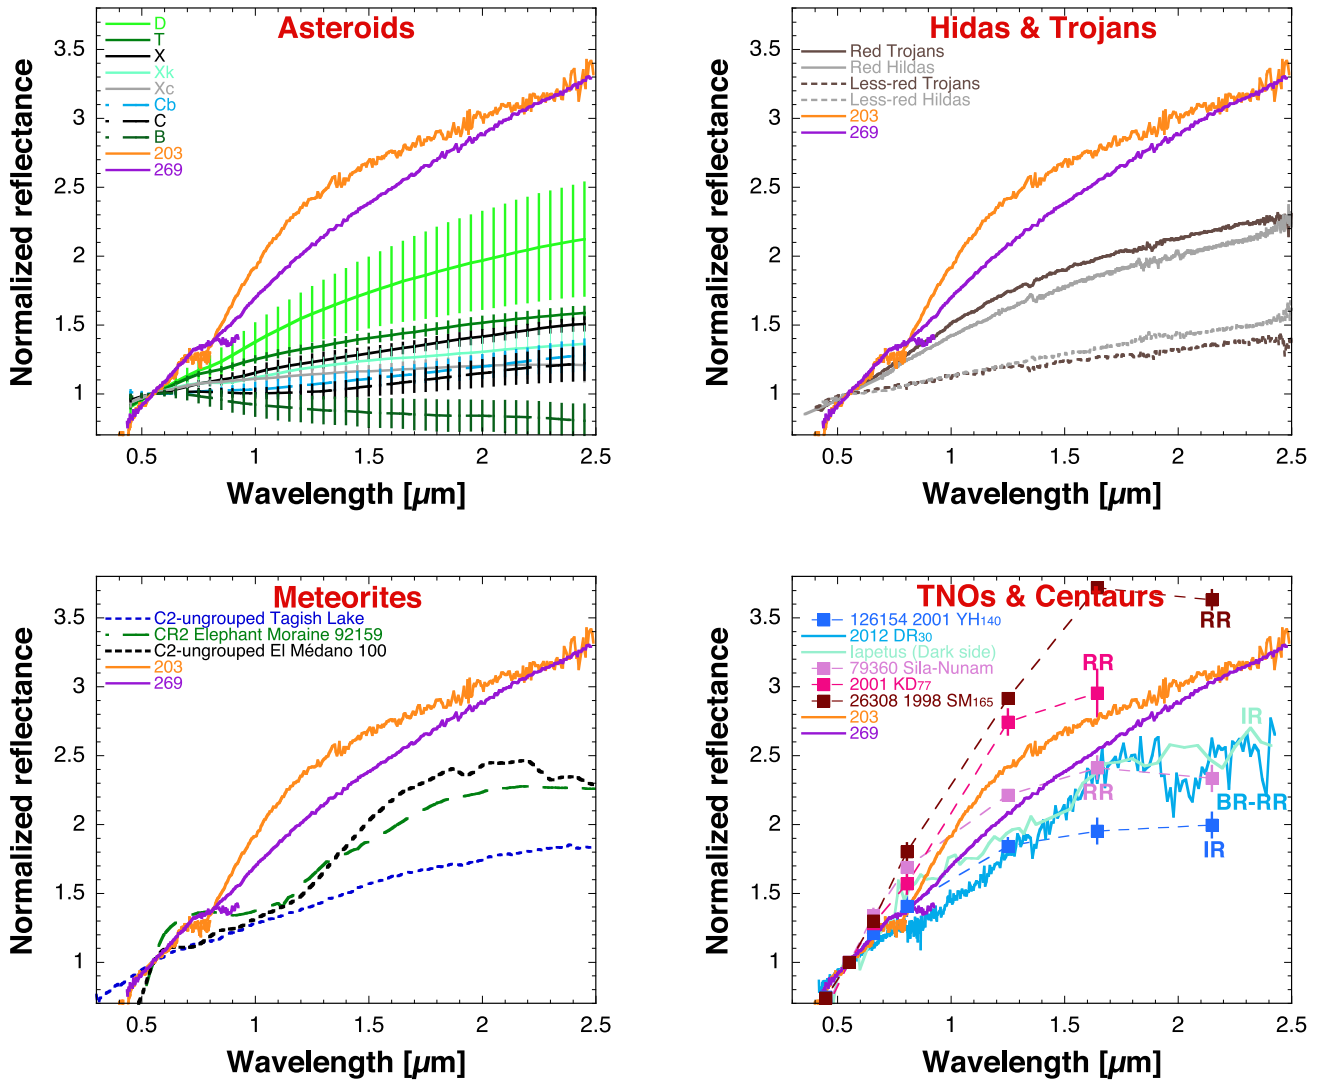 Asteroids
D
T
X
Xk
Xc
Cb
C
B
203
269
3.5
3
2.5
2
1.5
1
0.5
1
1.5
2
2.5
Normalized reflectance
Wavelength [µm]
Hidas & Trojans
Red Trojans
Red Hildas
Less-red Trojans
Less-red Hildas
203
269
3.5
3
2.5
2
1.5
1
0.5
1
1.5
2
2.5
Normalized reflectance
Wavelength [µm]
Meteorites
C2-ungrouped Tagish Lake
CR2 Elephant Moraine 92159
C2-ungrouped El Médano 100
203
269
3.5
3
2.5
2
1.5
1
0.5
1
1.5
2
2.5
Normalized reflectance
Wavelength [µm]
TNOs & Centaurs
126154 2001 YH140
2012 DR30
Iapetus (Dark side)
79360 Sila-Nunam
2001 KD77
26308 1998 SM165
203
269
RR
RR
IR
RR
BR-RR
IR
3.5
3
2.5
2
1.5
1
0.5
1
1.5
2
2.5
Normalized reflectance
Wavelength [µm]